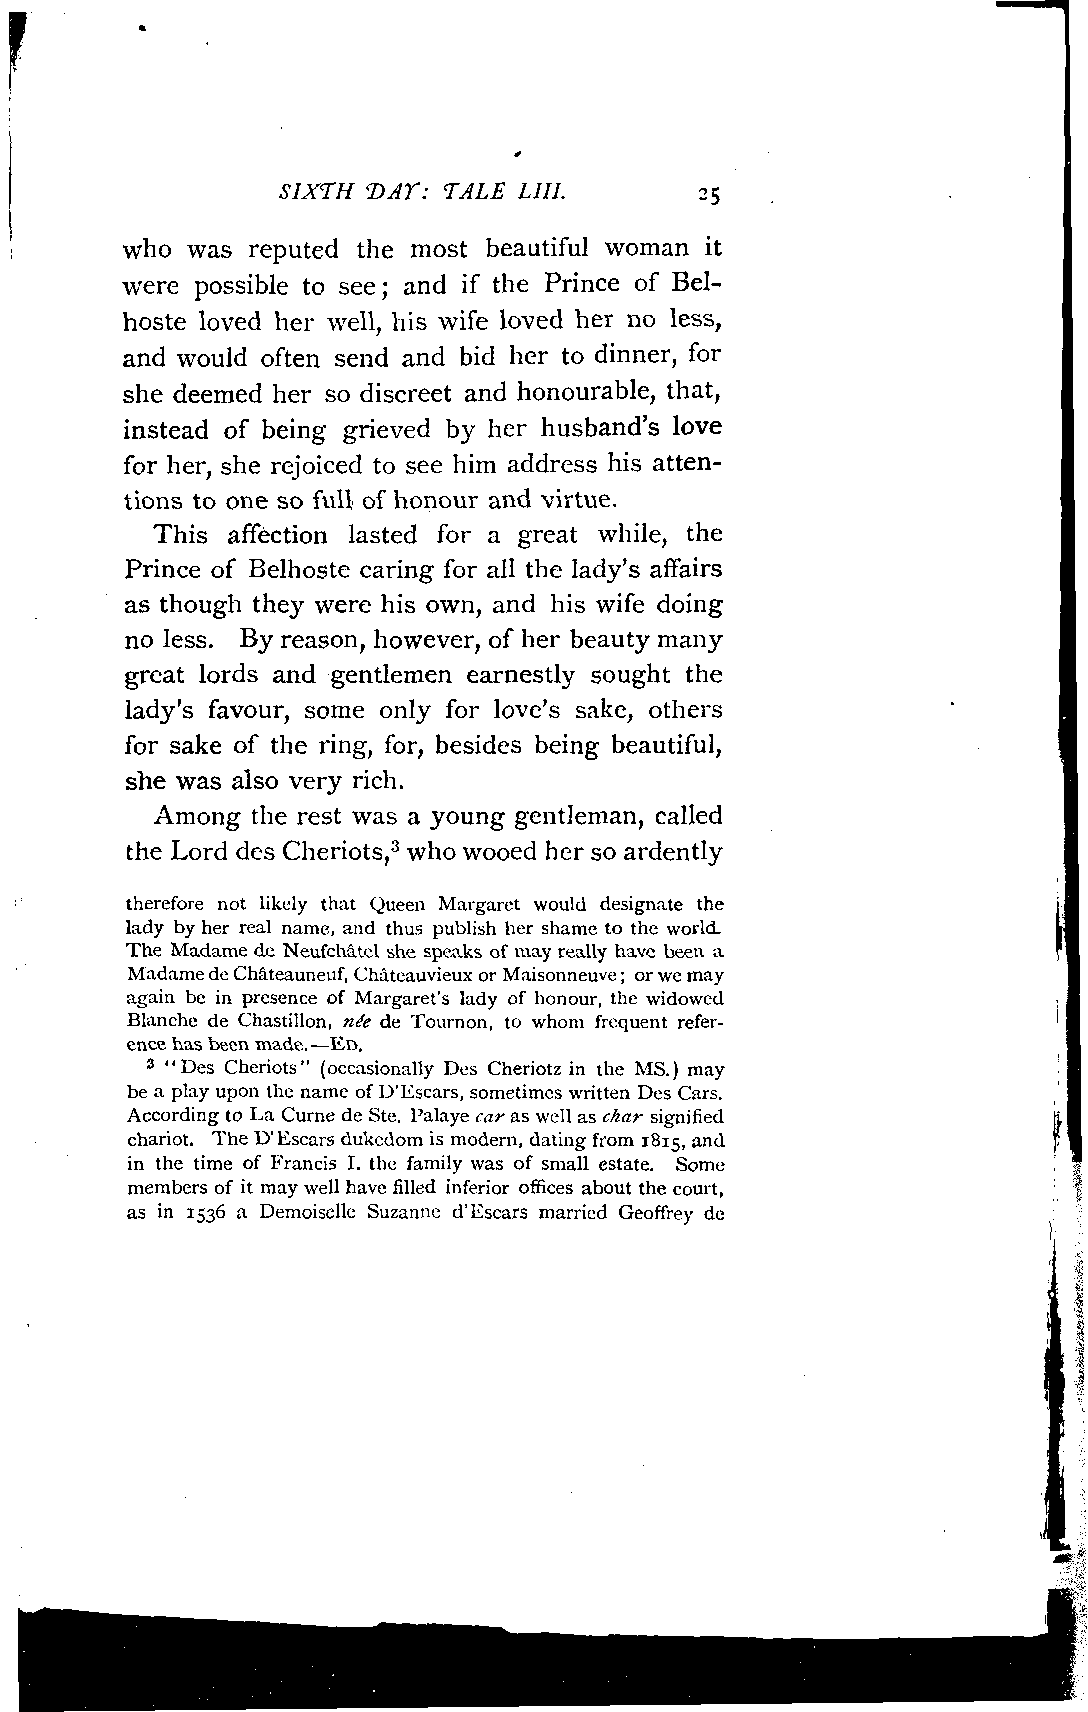 SIXTH DAY: TALE LIII. 25
who was reputed the most beautiful woman it
were possible to see; and if the Prince of Bel-
hoste loved her well, his wife loved her no less,
and would often send and bid her to dinner, for
she deemed her so discreet and honourable, that,
instead of being grieved by her husband's love
for her, she rejoiced to see him address his atten-
tions to one so full of honour and virtue.
This affection lasted for a great while, the
Prince of Belhoste caring for all the lady's affairs
as though they were his own, and his wife doing
no less. By reason, however, of her beauty many
great lords and gentlemen earnestly sought the
lady's favour, some only for love's sake, others
for sake of the ring, for, besides being beautiful,
she was also very rich.
Among the rest was a young gentleman, called
the Lord des Cheriots,³ who wooed her so ardently
therefore not likely that Queen Margaret would designate the
lady by her real name, and thus publish her shame to the world.
The Madame de Neufchâtel she speaks of may really have been a
Madame de Châteauneuf, Châteauvieux or Maisonneuve; or we may
again be in presence of Margaret's lady of honour, the widowed
Blanche de Chastillon, née de Tournon, to whom frequent refer-
ence has been made.—ED.
3 "Des Cheriots" (occasionally Des Cheriotz in the MS.) may
be a play upon the name of D'Escars, sometimes written Des Cars.
According to La Curne de Ste. Palaye car as well as char signified
chariot. The D'Escars dukedom is modern, dating from 1815, and
in the time of Francis I. the family was of small estate. Some
members of it may well have filled inferior offices about the court,
as in 1536 a Demoiselle Suzanne d'Escars married Geoffrey de